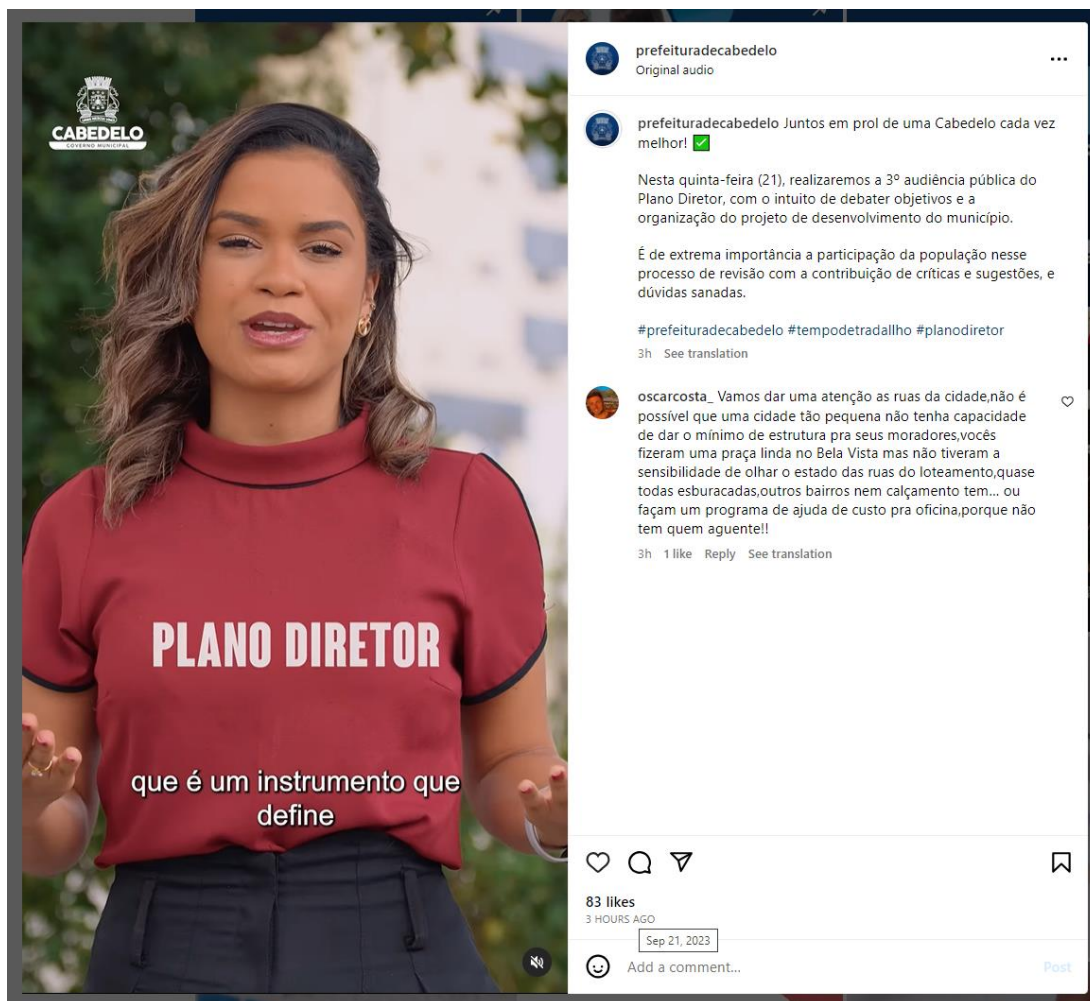 CABEDELO
GOVERNO MUNICIPAL
PLANO DIRETOR
que é um instrumento que
define
prefeituradecabedelo
Original audio
prefeituradecabedelo Juntos em prol de uma Cabedelo cada vez
melhor! ✅
Nesta quinta-feira (21), realizaremos a 3º audiência pública do
Plano Diretor, com o intuito de debater objetivos e a
organização do projeto de desenvolvimento do município.
É de extrema importância a participação da população nesse
processo de revisão com a contribuição de críticas e sugestões, e
dúvidas sanadas.
#prefeituradecabedelo #tempodetradallho #planodiretor
3h See translation
oscarcosta_ Vamos dar uma atenção as ruas da cidade,não é
possível que uma cidade tão pequena não tenha capacidade
de dar o mínimo de estrutura pra seus moradores,vocês
fizeram uma praça linda no Bela Vista mas não tiveram a
sensibilidade de olhar o estado das ruas do loteamento,quase
todas esburacadas,outros bairros nem calçamento tem... ou
façam um programa de ajuda de custo pra oficina,porque não
tem quem aguente!!
3h 1 like Reply See translation
83 likes
3 HOURS AGO
Sep 21, 2023
Add a comment...
Post